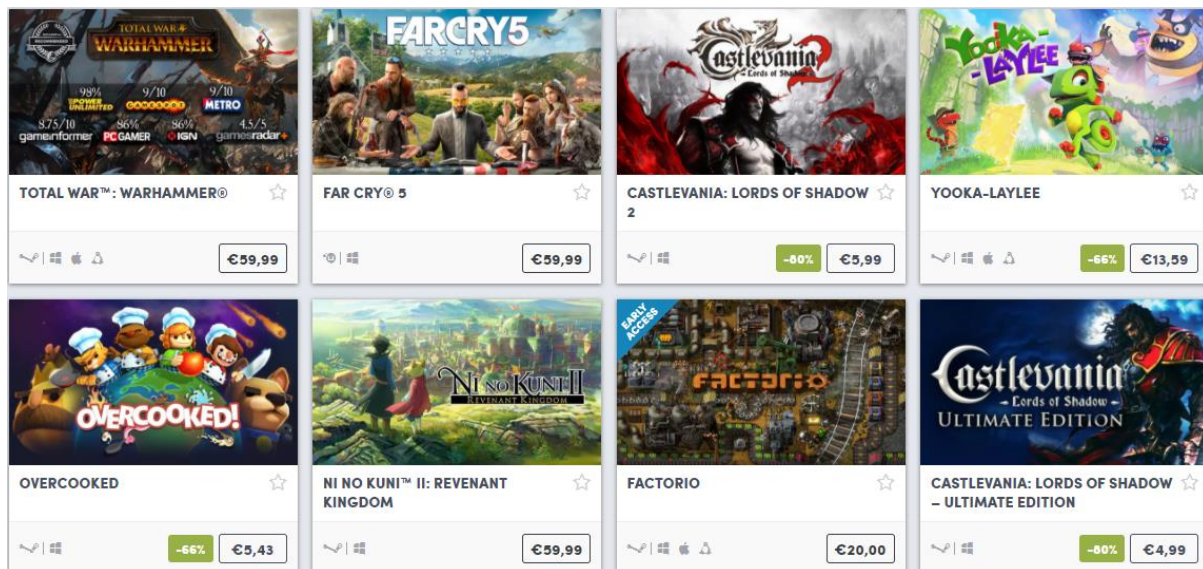 TOTAL WAR
WARHAMMER
98%
POWER UNLIMITED
9/10
GAMESPOT
9/10
METRO
8.75/10
gameinformer
86%
PC GAMER
86%
IGN
4.5/5
gamesradar+
TOTAL WAR™: WARHAMMER®
€59,99
FARCRY5
FAR CRY® 5
€59,99
Castlevania 2
- Lords of Shadow -
CASTLEVANIA: LORDS OF SHADOW
2
-80% €5,99
YOOKA-
-LAYLEE
YOOKA-LAYLEE
-66% €13,59
OVERCOOKED!
OVERCOOKED
-66% €5,43
NI NO KUNI II
REVENANT KINGDOM
NI NO KUNI™ II: REVENANT
KINGDOM
€59,99
EARLY
ACCESS
FACTORIO
FACTORIO
€20,00
Castlevania
- Lords of Shadow -
ULTIMATE EDITION
CASTLEVANIA: LORDS OF SHADOW
– ULTIMATE EDITION
-80% €4,99